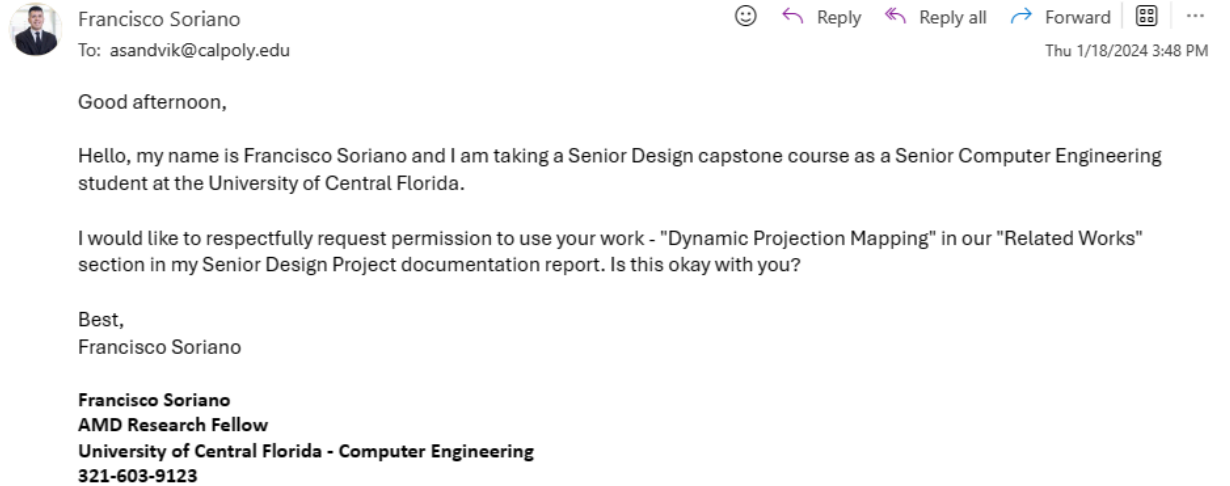 Francisco Soriano
Reply
Reply all
Forward
To: asandvik@calpoly.edu
Thu 1/18/2024 3:48 PM
Good afternoon,
Hello, my name is Francisco Soriano and I am taking a Senior Design capstone course as a Senior Computer Engineering
student at the University of Central Florida.
I would like to respectfully request permission to use your work - "Dynamic Projection Mapping" in our "Related Works"
section in my Senior Design Project documentation report. Is this okay with you?
Best,
Francisco Soriano
Francisco Soriano
AMD Research Fellow
University of Central Florida - Computer Engineering
321-603-9123